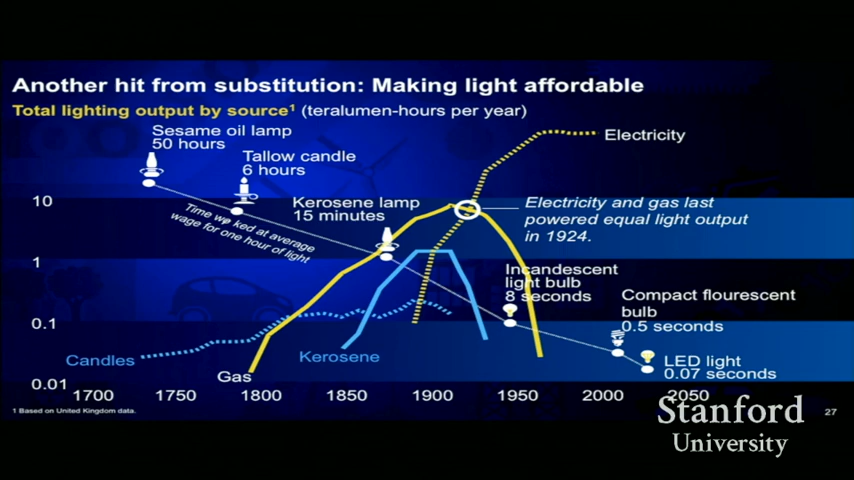 Another hit from substitution: Making light affordable
Total lighting output by source¹ (teralumen-hours per year)
Sesame oil lamp
50 hours
Tallow candle
6 hours
Electricity
Kerosene lamp
15 minutes
10
Time worked at average
wage for one hour of light
Electricity and gas last
powered equal light output
in 1924.
1
Incandescent
light bulb
8 seconds
Compact flourescent
bulb
0.5 seconds
0.1
Candles
Kerosene
LED light
0.07 seconds
Gas
0.01
1700 1750 1800 1850 1900 1950 2000 2050
1 Based on United Kingdom data.
27
Stanford
University